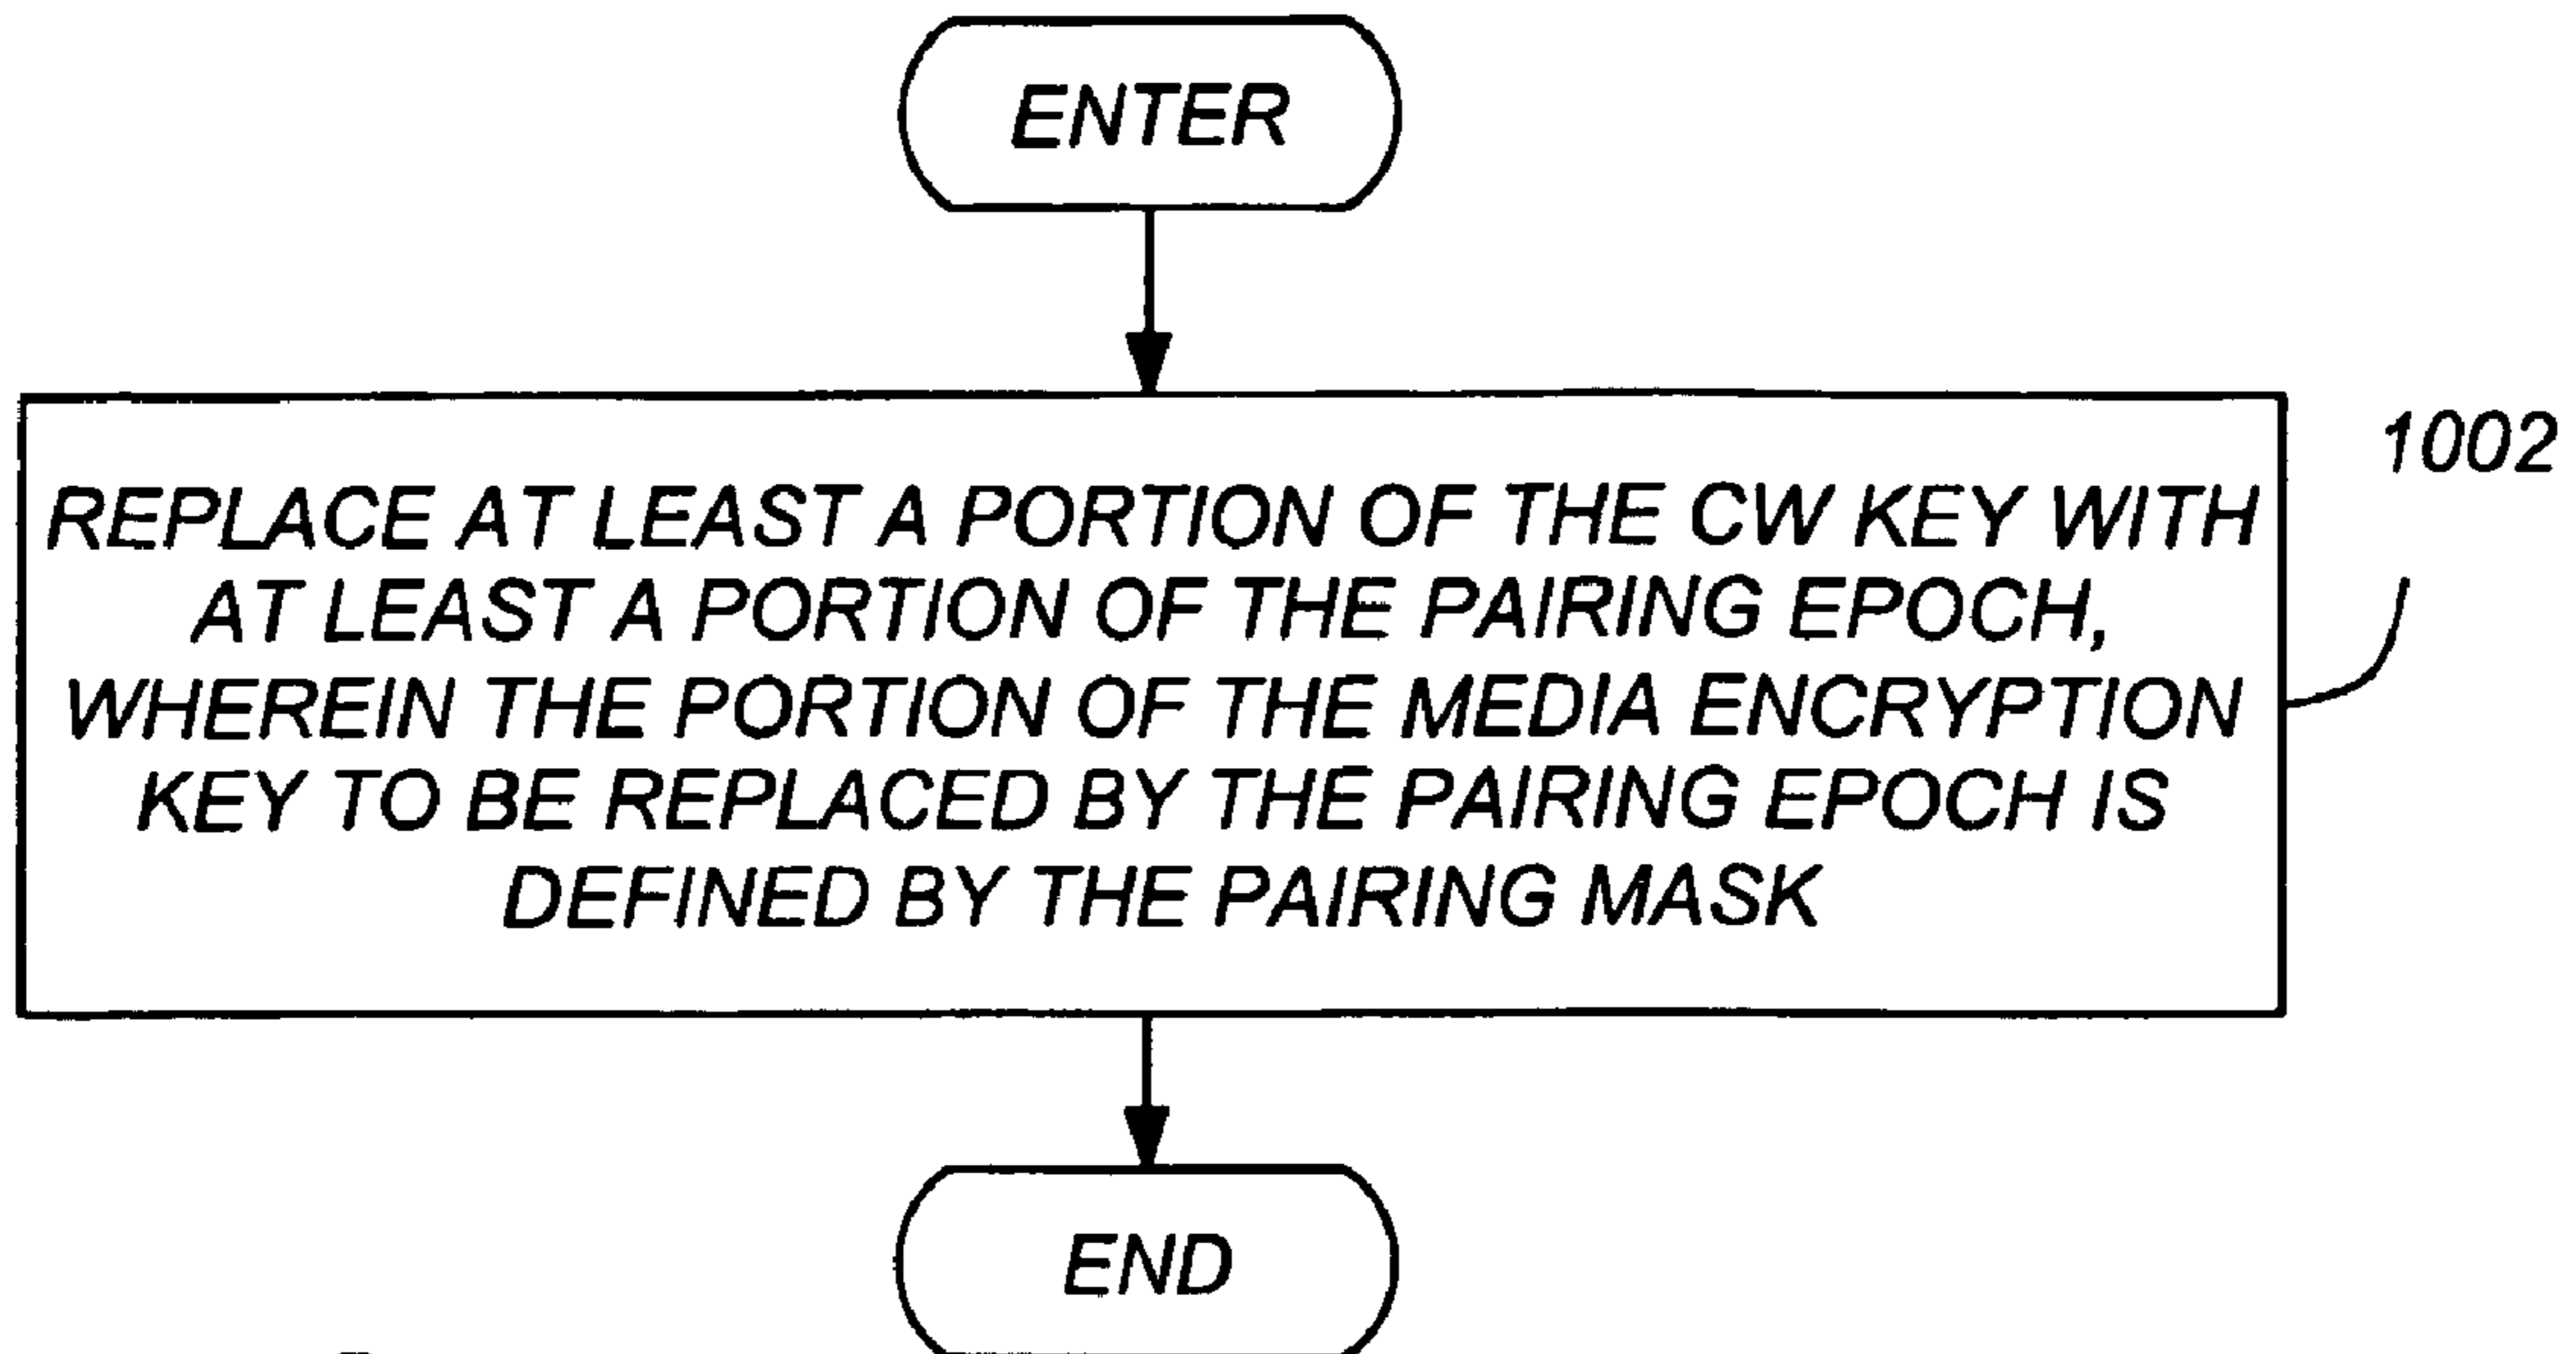 ENTER
REPLACE AT LEAST A PORTION OF THE CW KEY WITH
AT LEAST A PORTION OF THE PAIRING EPOCH,
WHEREIN THE PORTION OF THE MEDIA ENCRYPTION
KEY TO BE REPLACED BY THE PAIRING EPOCH IS
DEFINED BY THE PAIRING MASK
1002
END